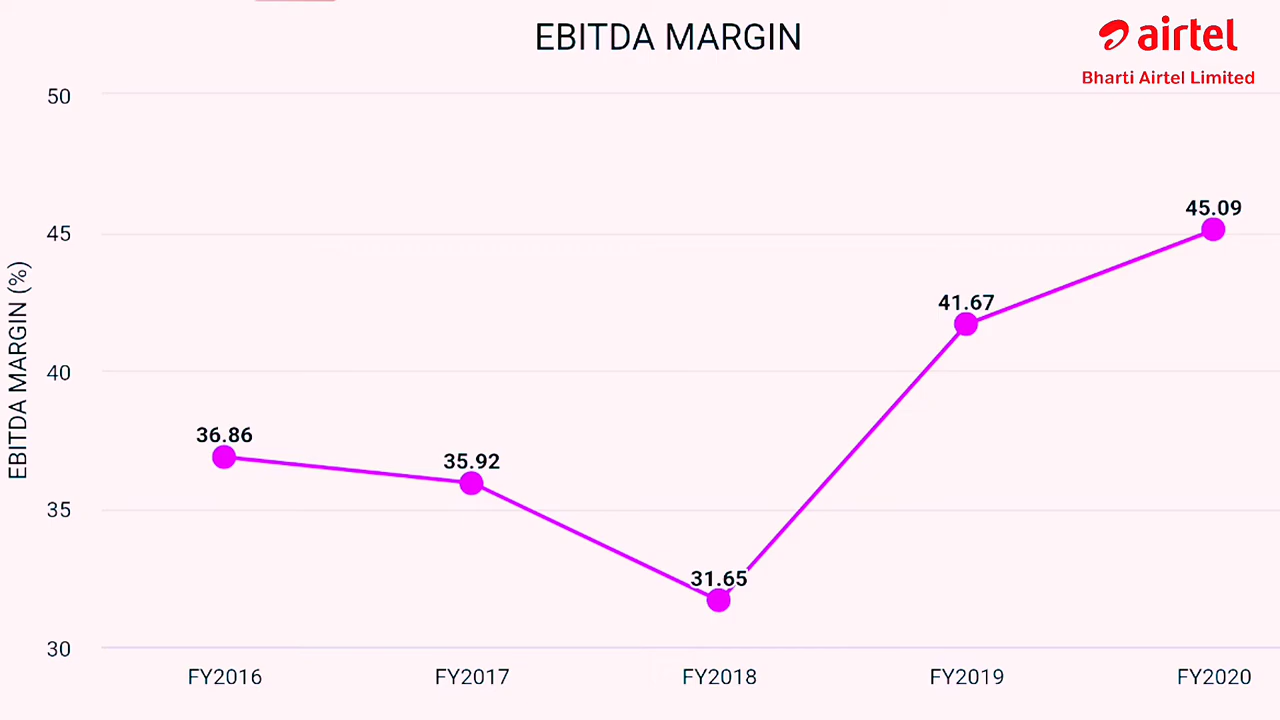 EBITDA MARGIN
airtel
Bharti Airtel Limited
EBITDA MARGIN (%)
50
45
40
35
30
36.86
35.92
31.65
41.67
45.09
FY2016
FY2017
FY2018
FY2019
FY2020